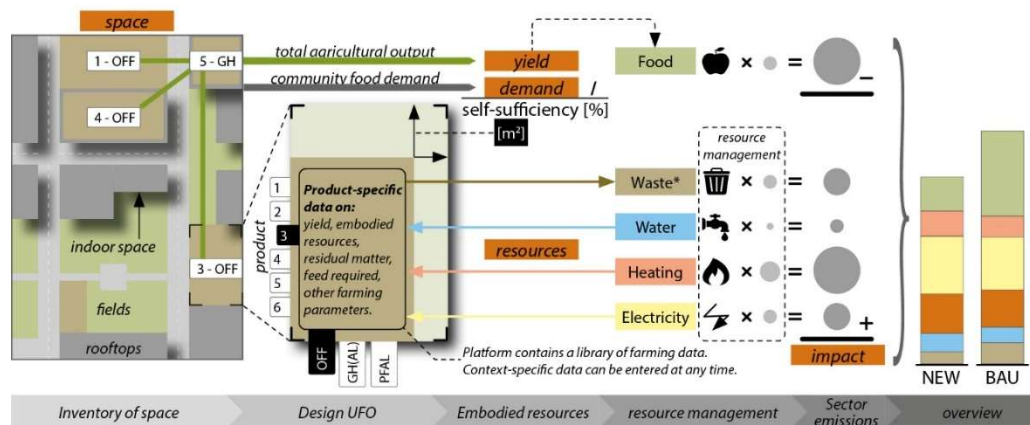 space
1 - OFF
5 - GH
4 - OFF
indoor space
3 - OFF
fields
rooftops
total agricultural output
community food demand
yield
demand /
self-sufficiency [%]
[m²]
product
1
2
3
4
5
6
Product-specific
data on:
yield, embodied
resources,
residual matter,
feed required,
other farming
parameters.
OFF
GH(AL)
PFAL
resources
Platform contains a library of farming data.
Context-specific data can be entered at any time.
Food × = −
resource
management
Waste* × =
Water × =
Heating × =
Electricity × = +
impact
NEW BAU
Inventory of space
Design UFO
Embodied resources
resource management
Sector
emissions
overview